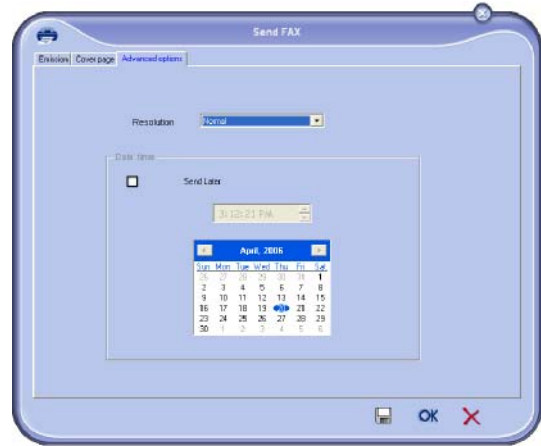 Send FAX
Emission Cover page Advanced options
Resolution Normal
Date time
Send Later
3:12:21 PM
April, 2006
Sun Mon Tue Wed Thu Fri Sat
26 27 28 29 30 31 1
2 3 4 5 6 7 8
9 10 11 12 13 14 15
16 17 18 19 20 21 22
23 24 25 26 27 28 29
30 1 2 3 4 5 6
OK